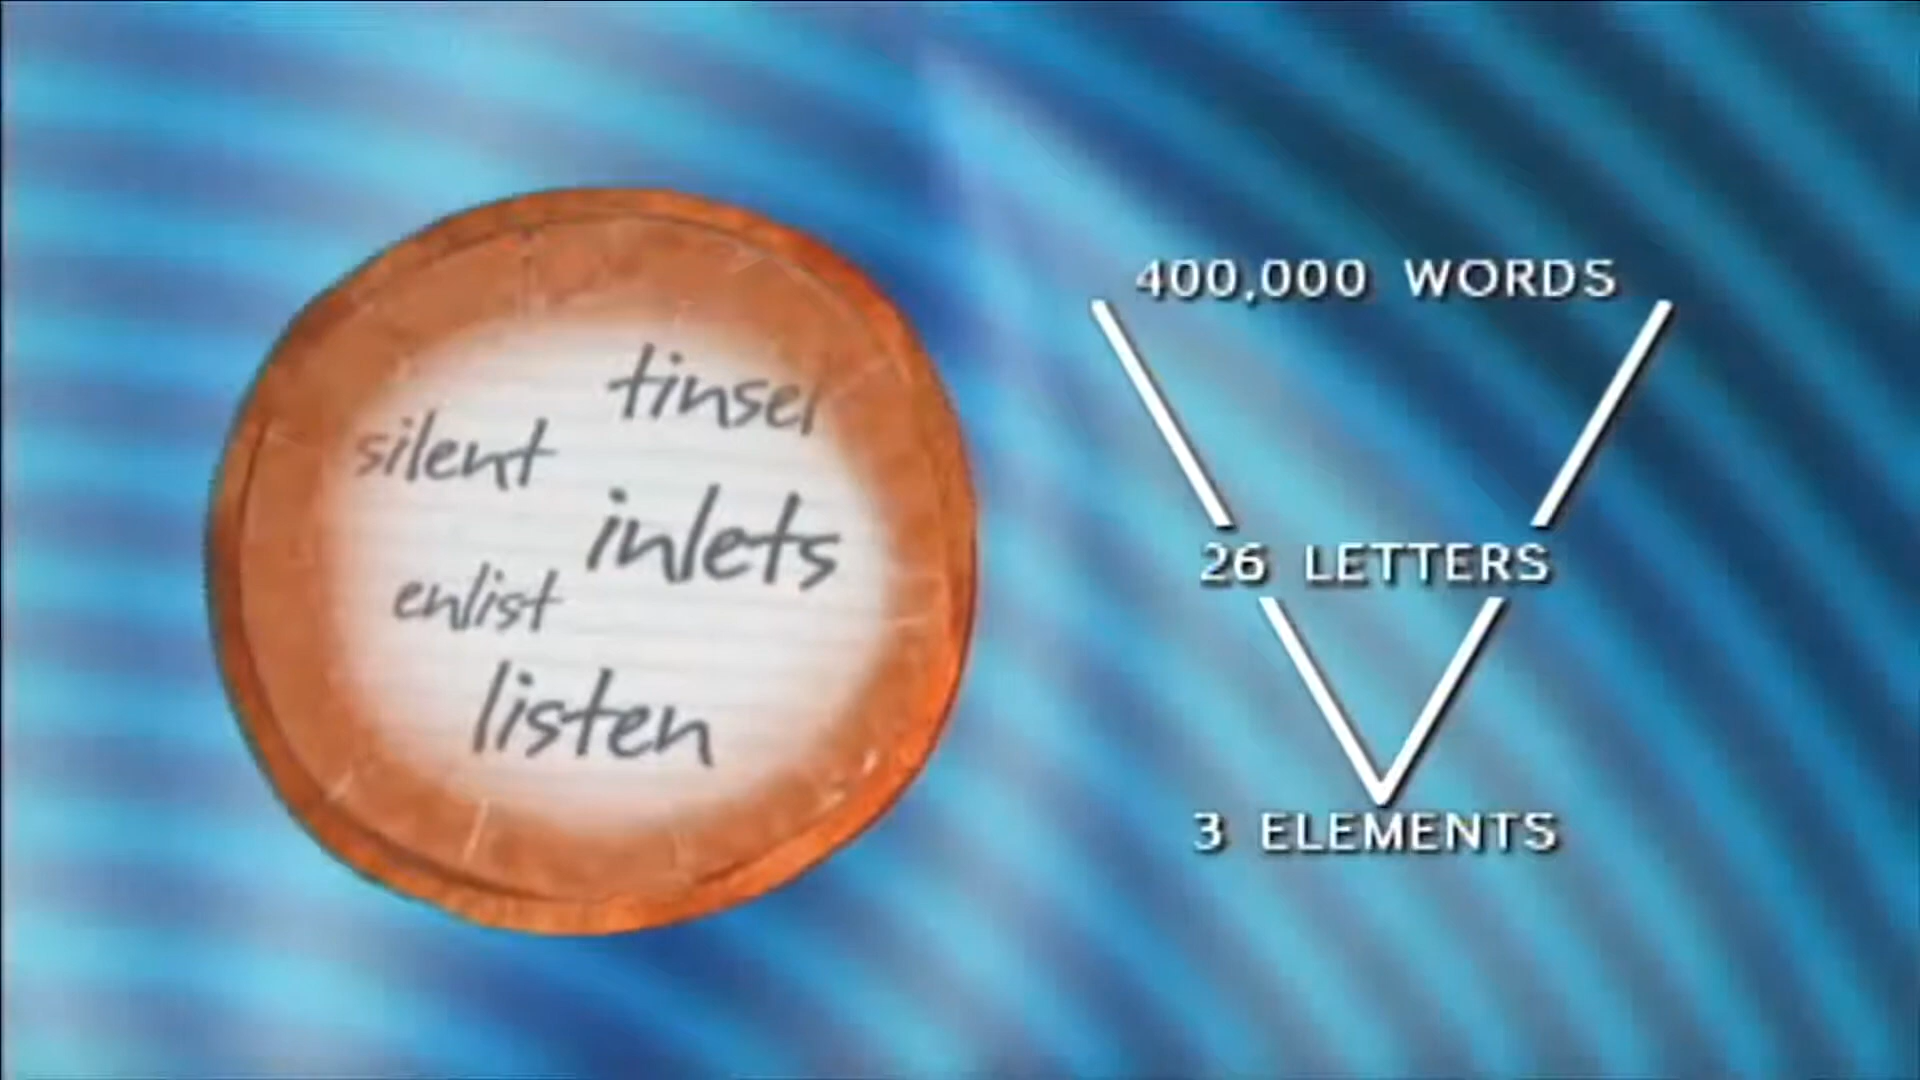 tinsel
silent
inlets
enlist
listen
400,000 WORDS
26 LETTERS
3 ELEMENTS